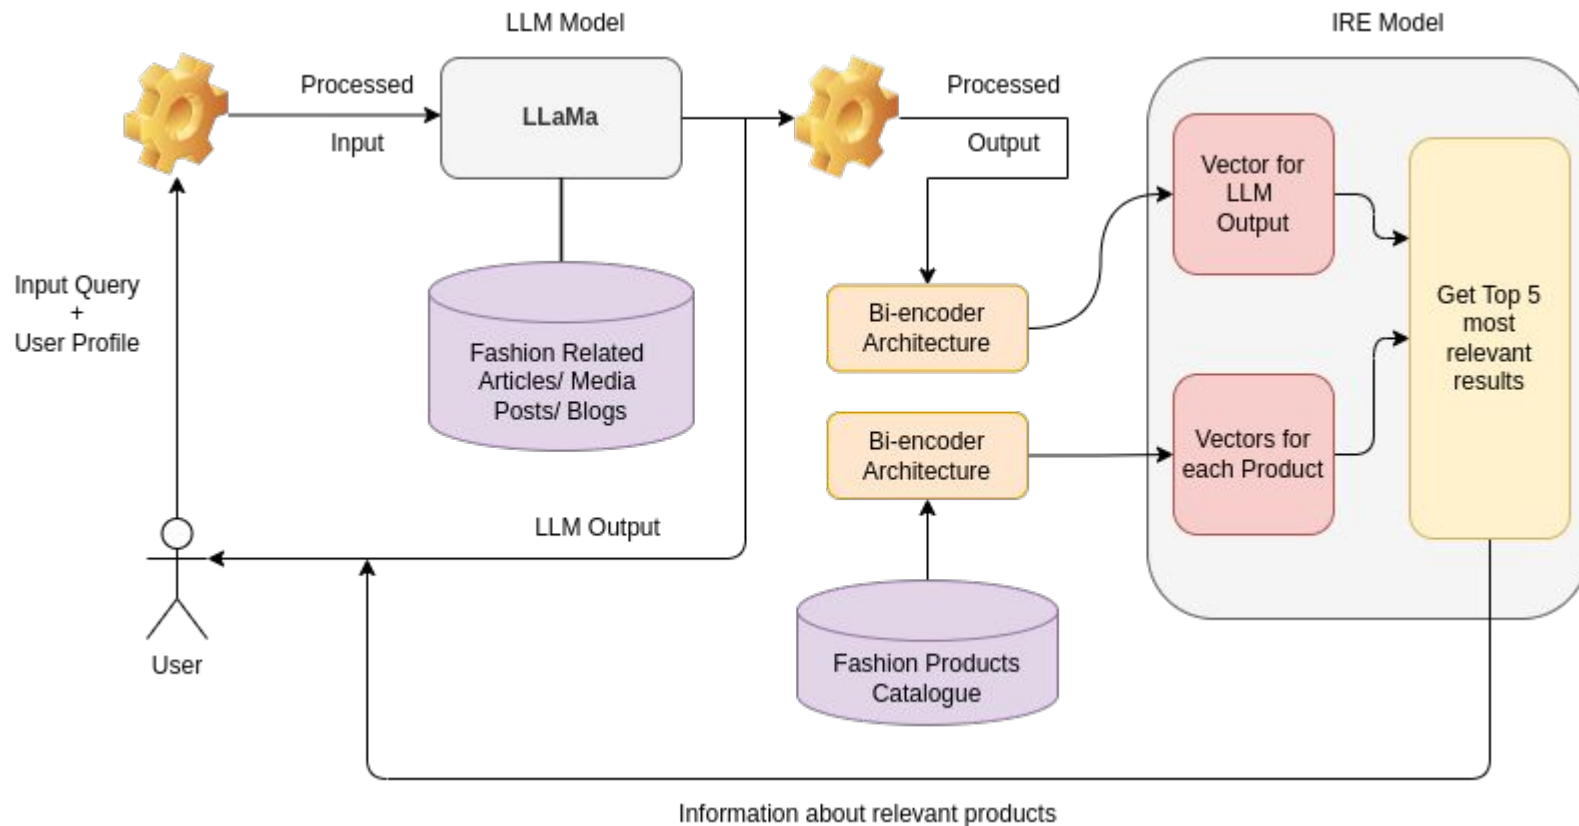 LLM Model
IRE Model
Processed
Input
LLaMa
Processed
Output
Vector for
LLM
Output
Input Query
+
User Profile
Fashion Related
Articles/ Media
Posts/ Blogs
Bi-encoder
Architecture
Get Top 5
most
relevant
results
Bi-encoder
Architecture
Vectors for
each Product
LLM Output
User
Fashion Products
Catalogue
Information about relevant products